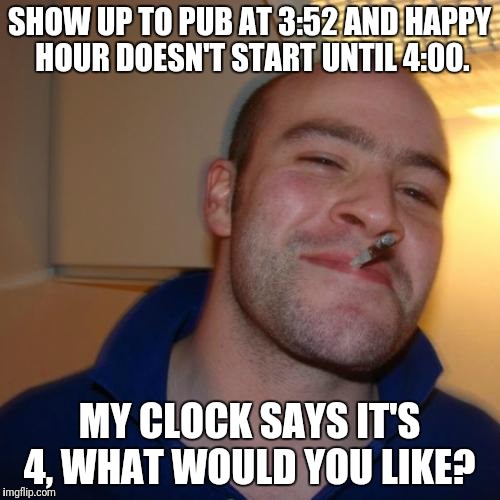 SHOW UP TO PUB AT 3:52 AND HAPPY
HOUR DOESN'T START UNTIL 4:00.
MY CLOCK SAYS IT'S
4, WHAT WOULD YOU LIKE?
imgflip.com